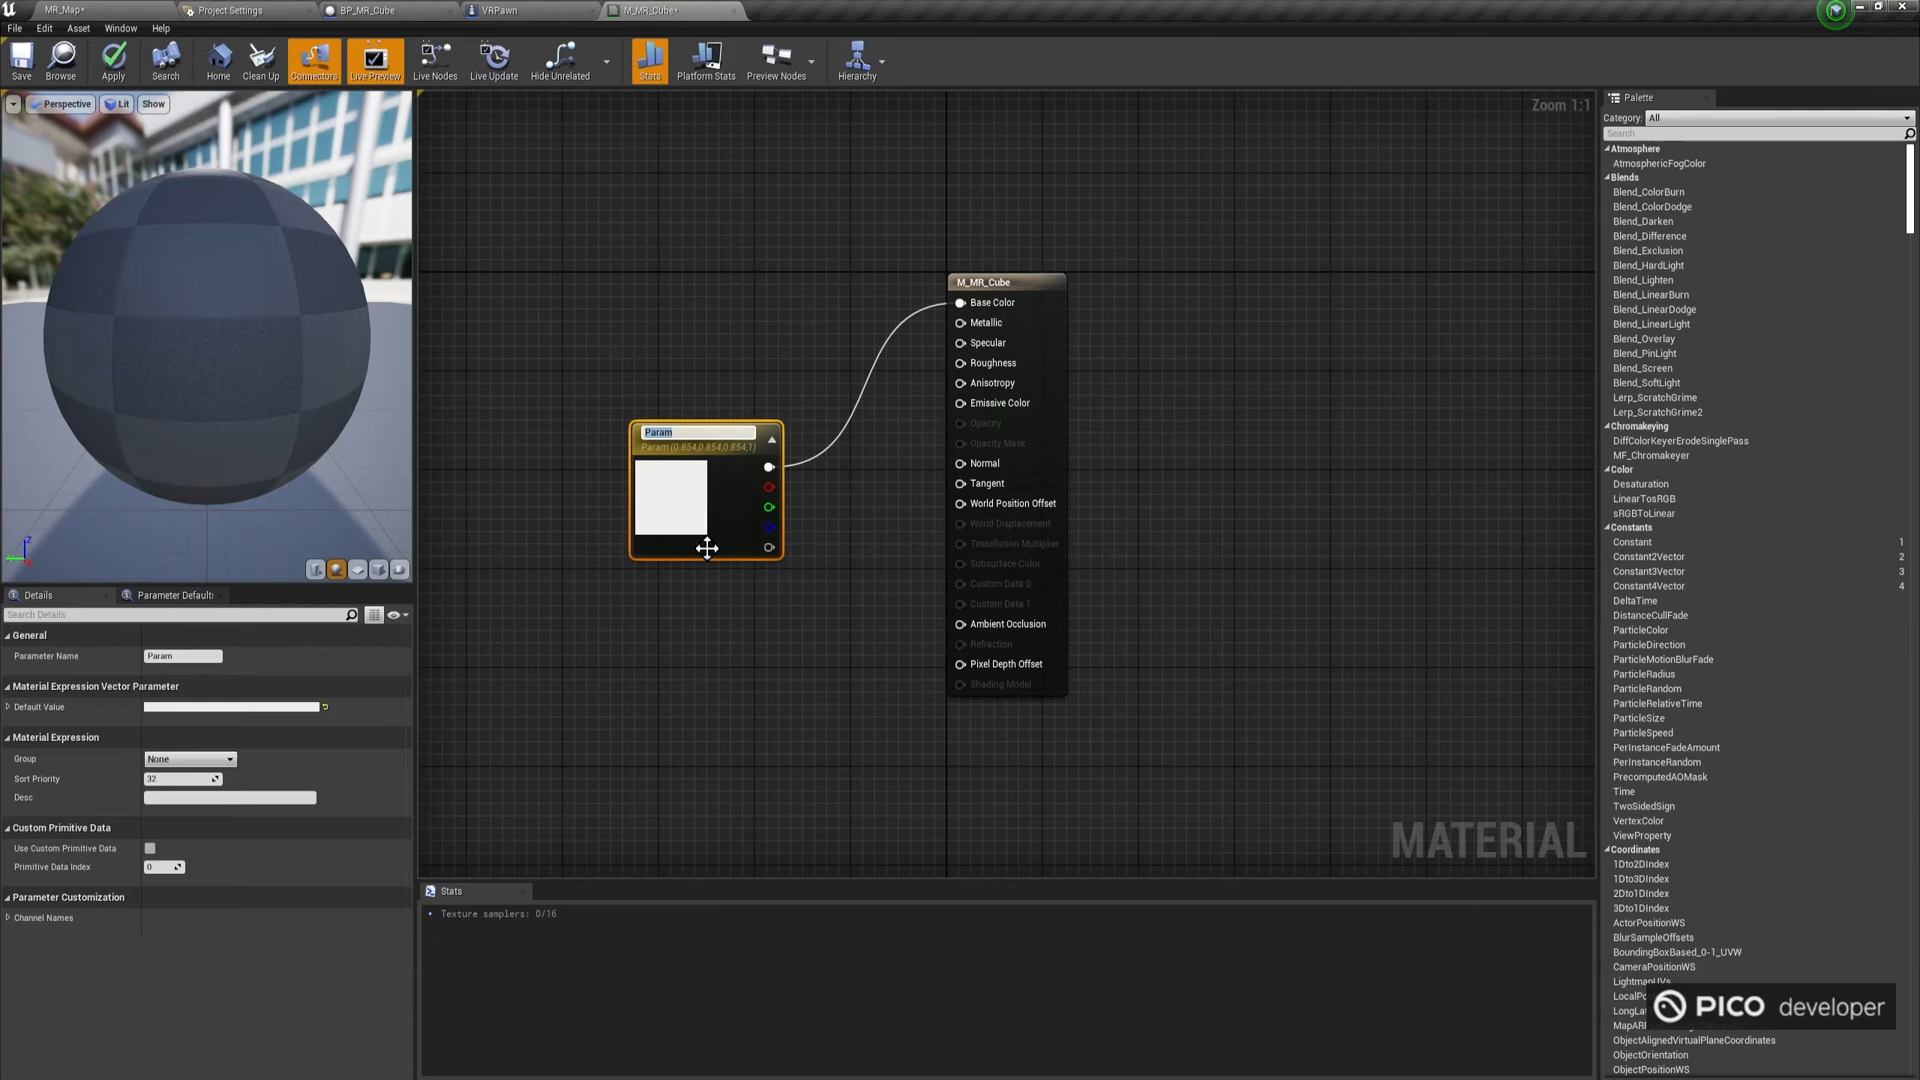 MR_Map*
Project Settings
BP_MR_Cube
VRPawn
M_MR_Cube*
File Edit Asset Window Help
Save
Browse
Apply
Search
Home
Clean Up
Connectors
Live Preview
Live Nodes
Live Update
Hide Unrelated
Stats
Platform Stats
Preview Nodes
Hierarchy
Perspective
Lit
Show
Zoom 1:1
M_MR_Cube
Base Color
Metallic
Specular
Roughness
Anisotropy
Emissive Color
Opacity
Opacity Mask
Normal
Tangent
World Position Offset
World Displacement
Tessellation Multiplier
Subsurface Color
Custom Data 0
Custom Data 1
Ambient Occlusion
Refraction
Pixel Depth Offset
Shading Model
Param
Param (0.854,0.854,0.854,1)
MATERIAL
Details
Parameter Default
Search Details
General
Parameter Name Param
Material Expression Vector Parameter
Default Value
Material Expression
Group None
Sort Priority 32
Desc
Custom Primitive Data
Use Custom Primitive Data
Primitive Data Index 0
Parameter Customization
Channel Names
Stats
Texture samplers: 0/16
Palette
Category: All
Search
Atmosphere
AtmosphericFogColor
Blends
Blend_ColorBurn
Blend_ColorDodge
Blend_Darken
Blend_Difference
Blend_Exclusion
Blend_HardLight
Blend_Lighten
Blend_LinearBurn
Blend_LinearDodge
Blend_LinearLight
Blend_Overlay
Blend_PinLight
Blend_Screen
Blend_SoftLight
Lerp_ScratchGrime
Lerp_ScratchGrime2
Chromakeying
DiffColorKeyerErodeSinglePass
MF_Chromakeyer
Color
Desaturation
LinearTosRGB
sRGBToLinear
Constants
Constant 1
Constant2Vector 2
Constant3Vector 3
Constant4Vector 4
DeltaTime
DistanceCullFade
ParticleColor
ParticleDirection
ParticleMotionBlurFade
ParticleRadius
ParticleRandom
ParticleRelativeTime
ParticleSize
ParticleSpeed
PerInstanceFadeAmount
PerInstanceRandom
PrecomputedAOMask
Time
TwoSidedSign
VertexColor
ViewProperty
Coordinates
1Dto2DIndex
1Dto3DIndex
2Dto1DIndex
3Dto1DIndex
ActorPositionWS
BlurSampleOffsets
BoundingBoxBased_0-1_UVW
CameraPositionWS
LightmapUVs
ObjectAlignedVirtualPlaneCoordinates
ObjectOrientation
ObjectPositionWS
PICO developer